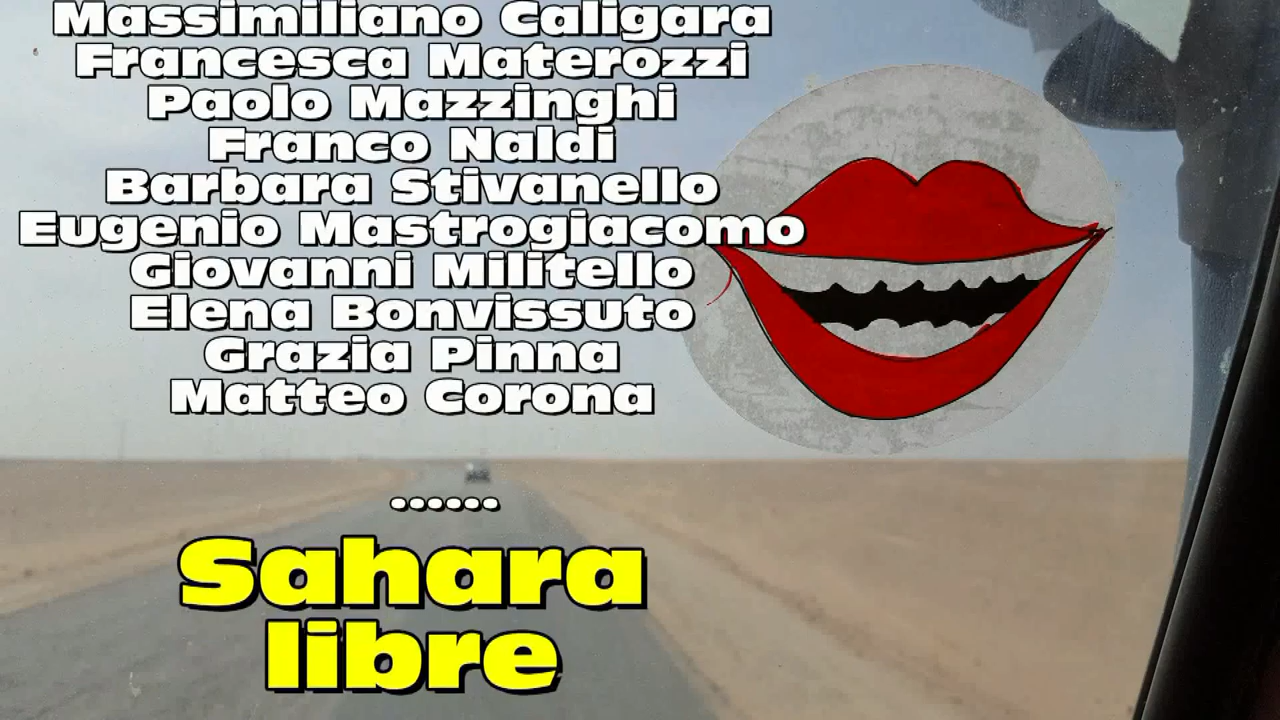 Massimiliano Caligara
Francesca Materozzi
Paolo Mazzinghi
Franco Naldi
Barbara Stivanello
Eugenio Mastrogiacomo
Giovanni Militello
Elena Bonvissuto
Grazia Pinna
Matteo Corona
......
Sahara
libre